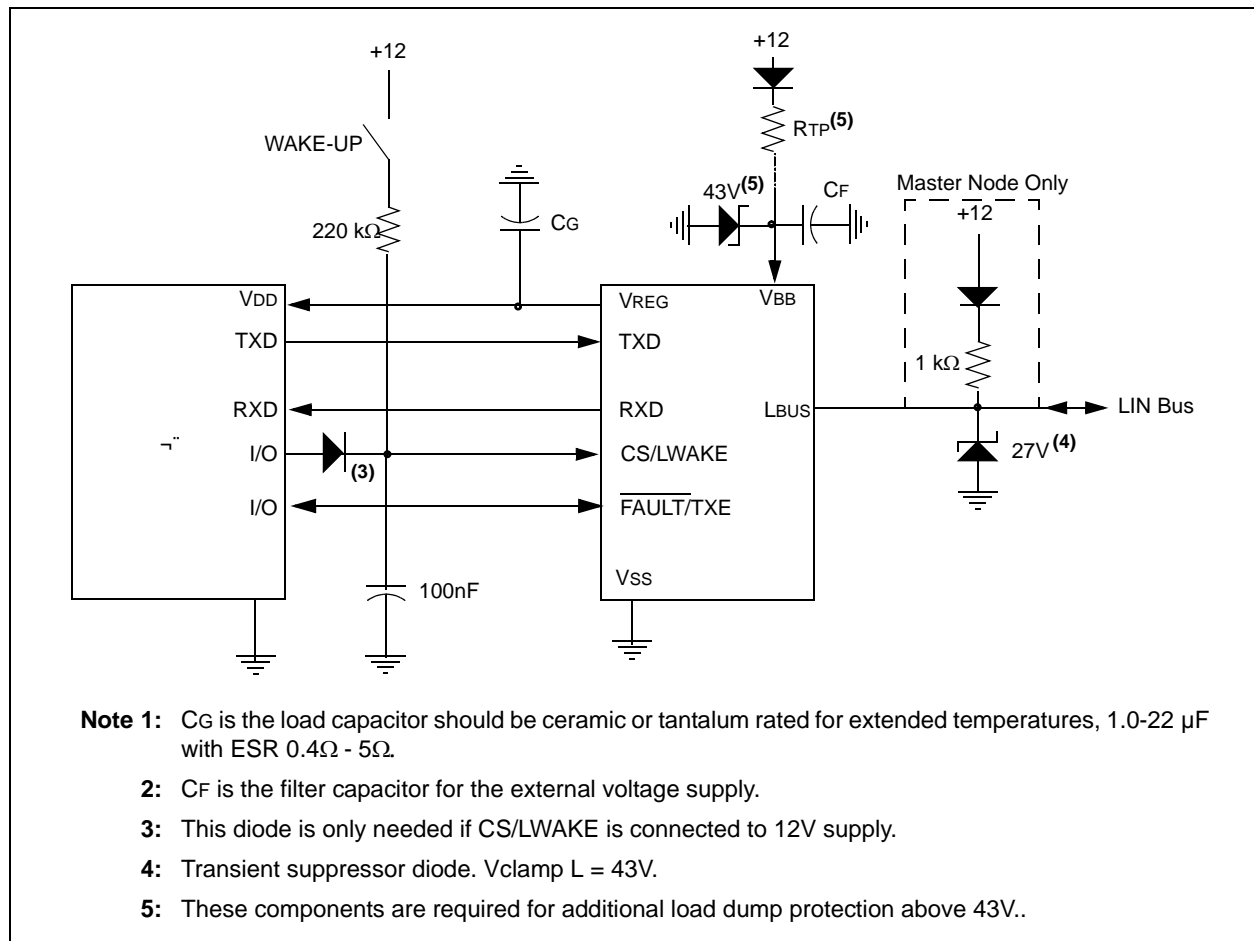 +12
+12
WAKE-UP
RTP(5)
43V(5)
CF
Master Node Only
+12
220 kΩ
CG
VDD
VREG
VBB
TXD
TXD
1 kΩ
RXD
RXD
LBUS
LIN Bus
¬¨
I/O
(3)
CS/LWAKE
27V(4)
I/O
FAULT/TXE
VSS
100nF
Note 1: CG is the load capacitor should be ceramic or tantalum rated for extended temperatures, 1.0-22 µF
with ESR 0.4Ω - 5Ω.
2: CF is the filter capacitor for the external voltage supply.
3: This diode is only needed if CS/LWAKE is connected to 12V supply.
4: Transient suppressor diode. Vclamp L = 43V.
5: These components are required for additional load dump protection above 43V..